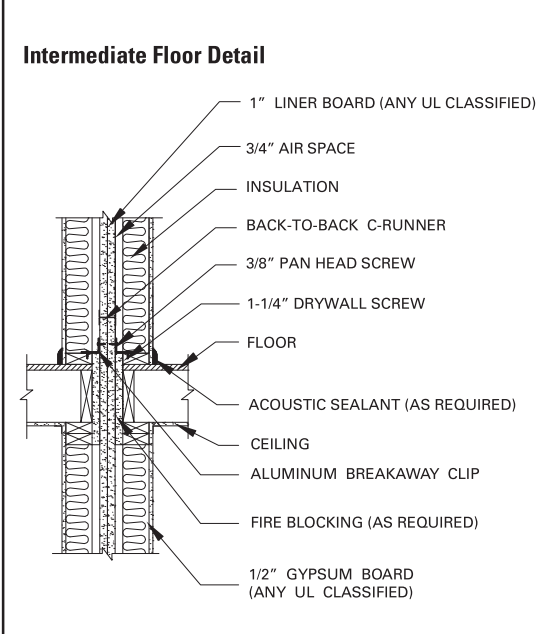 Intermediate Floor Detail
1” LINER BOARD (ANY UL CLASSIFIED)
3/4” AIR SPACE
INSULATION
BACK-TO-BACK C-RUNNER
3/8” PAN HEAD SCREW
1-1/4” DRYWALL SCREW
FLOOR
ACOUSTIC SEALANT (AS REQUIRED)
CEILING
ALUMINUM BREAKAWAY CLIP
FIRE BLOCKING (AS REQUIRED)
1/2” GYPSUM BOARD
(ANY UL CLASSIFIED)